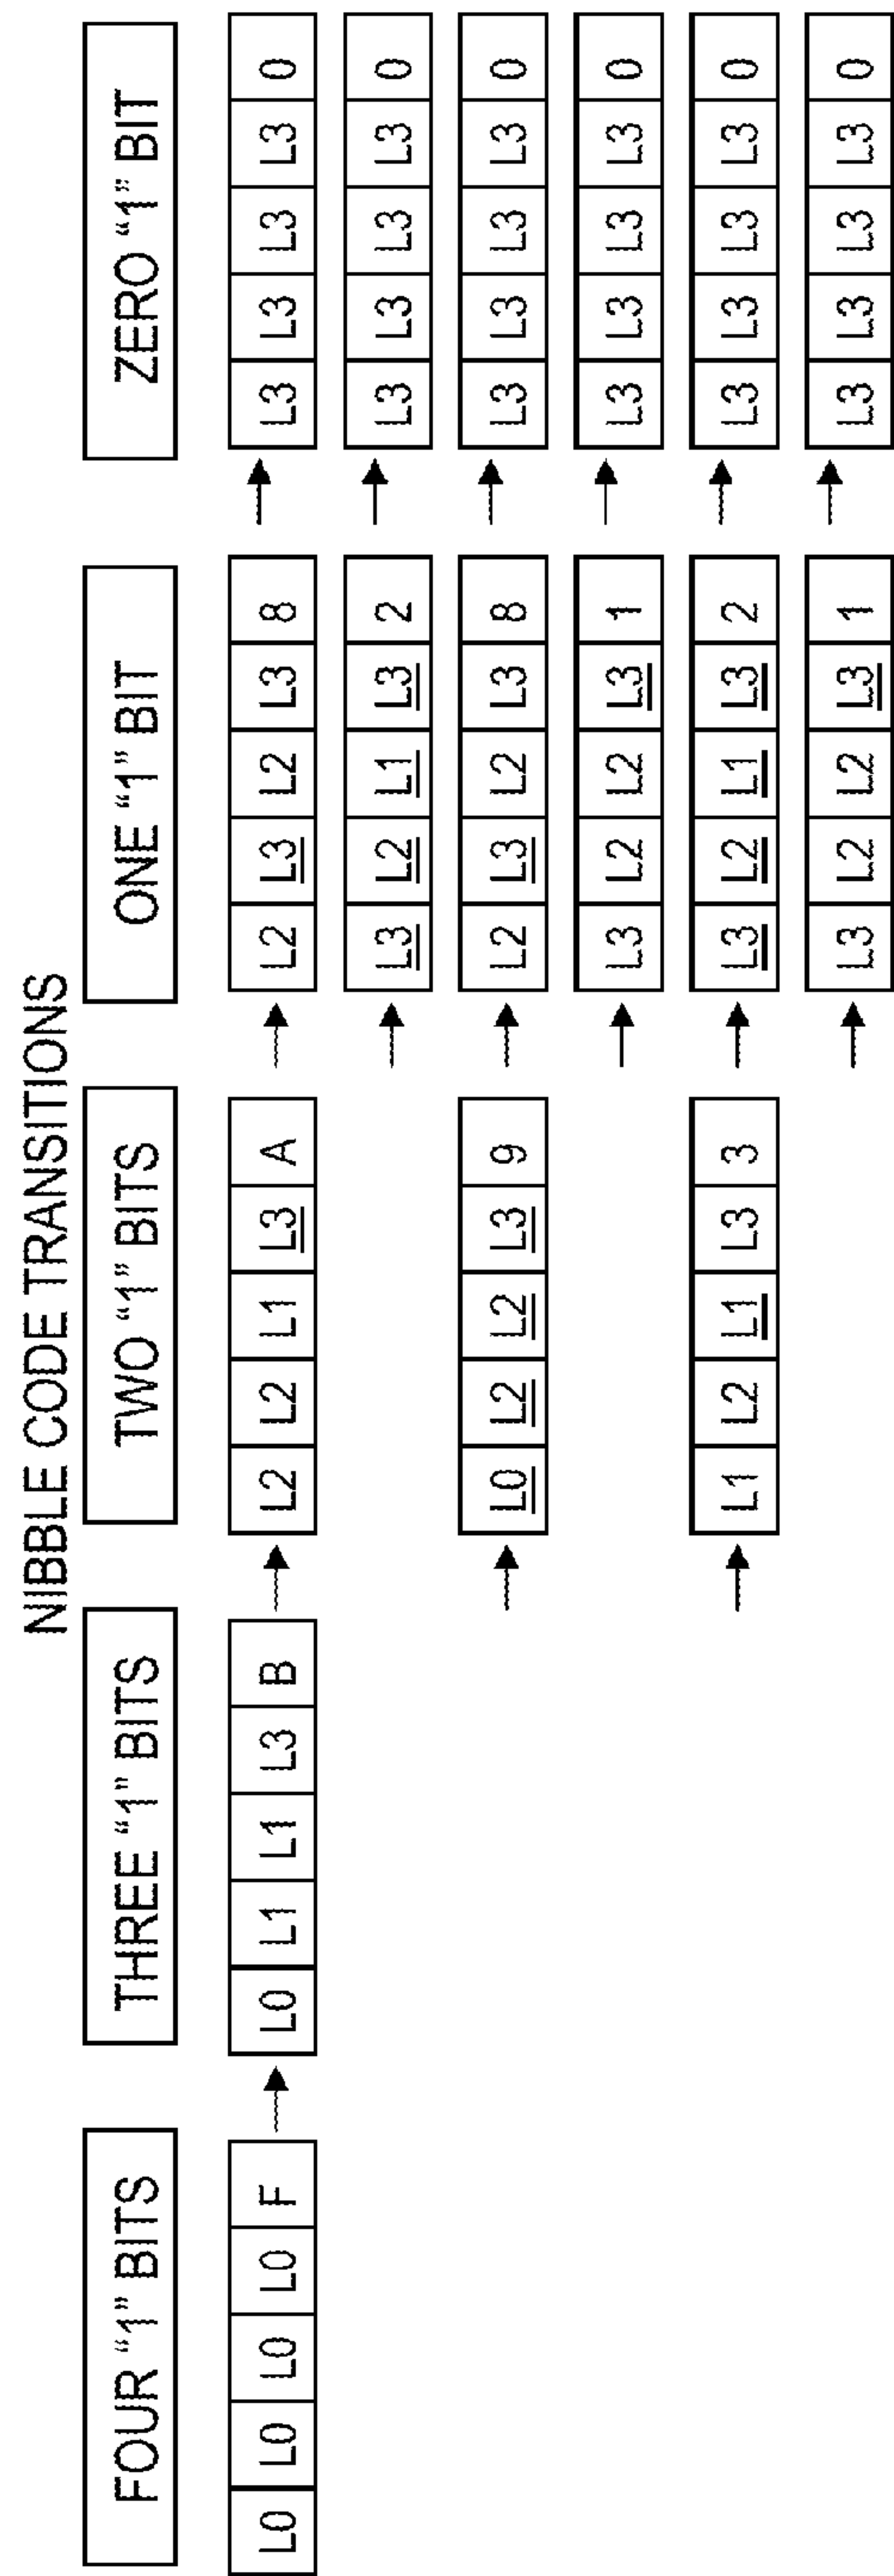 NIBBLE CODE TRANSITIONS
FOUR "1" BITS THREE "1" BITS TWO "1" BITS ONE "1" BIT ZERO "1" BIT
L0 L0 L0 L0 F L0 L1 L1 L3 B L2 L2 L1 L3 A L2 L3 L2 L3 8 L3 L3 L3 L3 0
L3 L2 L1 L3 2 L3 L3 L3 L3 0
L0 L2 L2 L3 9 L2 L3 L2 L3 8 L3 L3 L3 L3 0
L3 L2 L2 L3 1 L3 L3 L3 L3 0
L1 L2 L1 L3 3 L3 L2 L1 L3 2 L3 L3 L3 L3 0
L3 L2 L2 L3 1 L3 L3 L3 L3 0